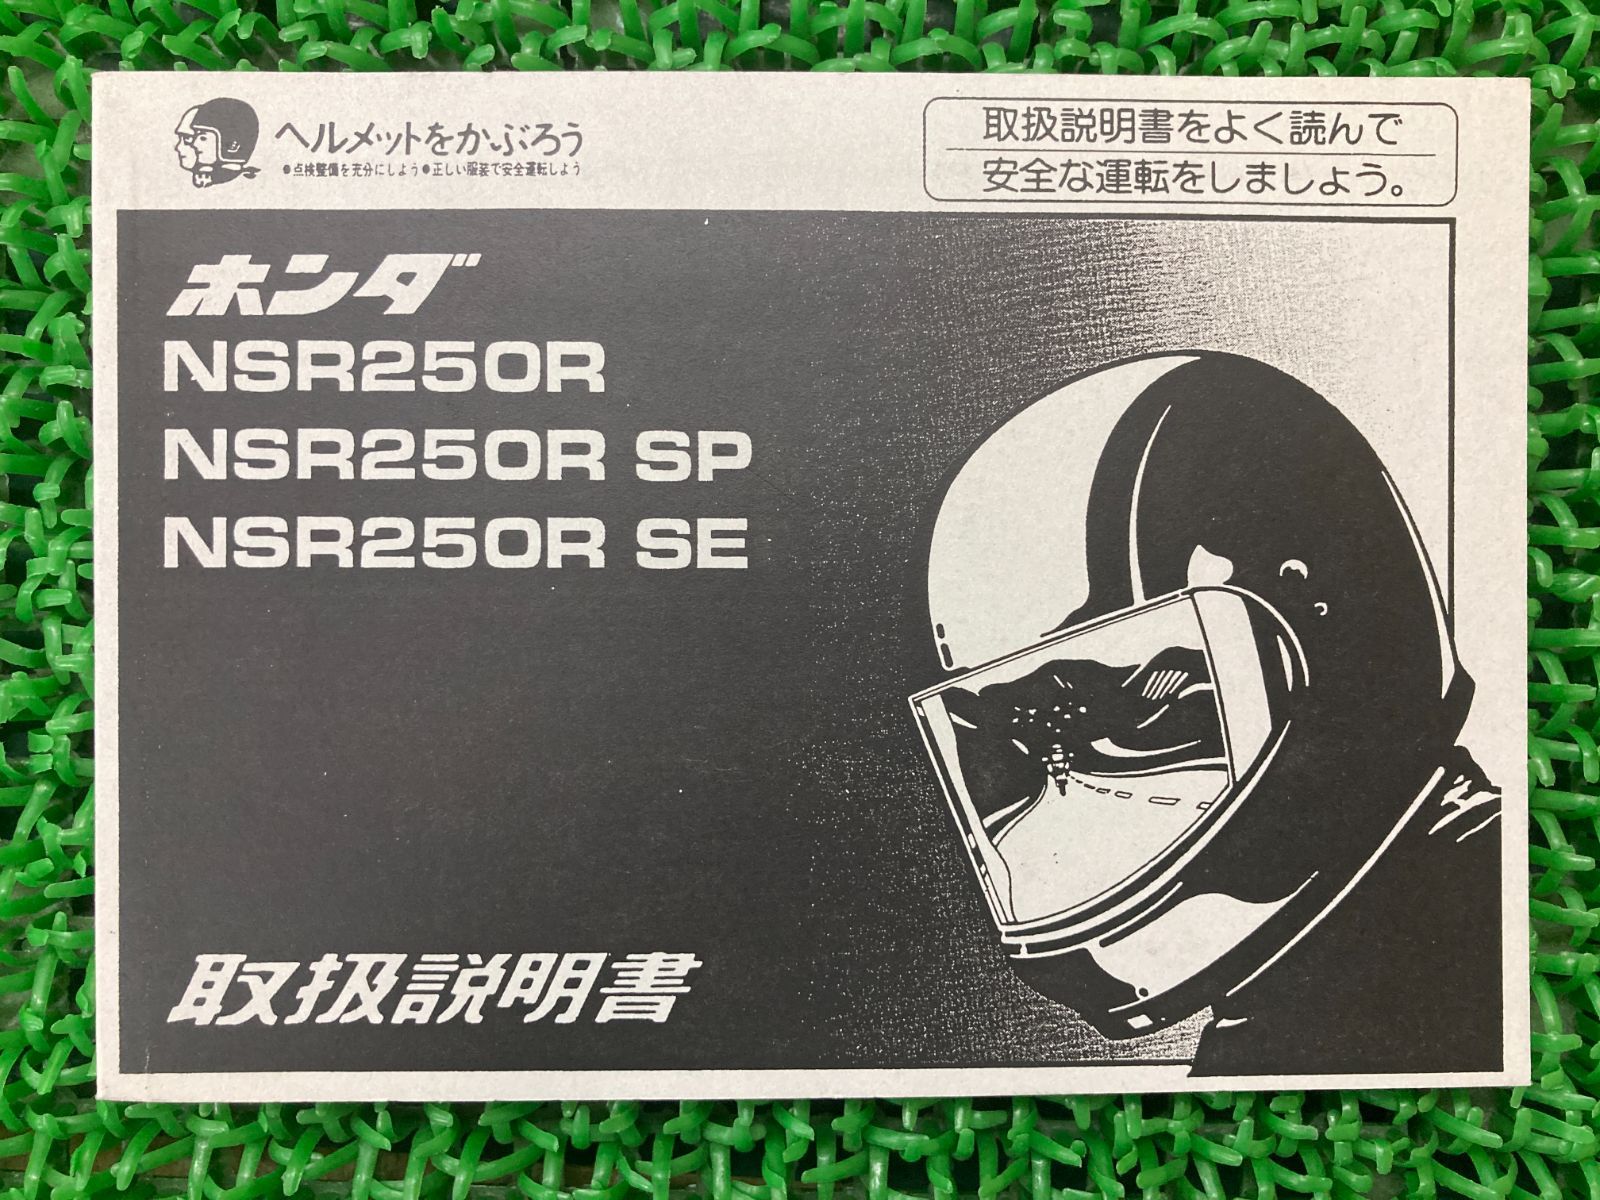 ヘルメットをかぶろう
●点検整備を充分にしよう●正しい服装で安全運転しよう
取扱説明書をよく読んで
安全な運転をしましょう。
ホンダ
NSR250R
NSR250R SP
NSR250R SE
取扱説明書